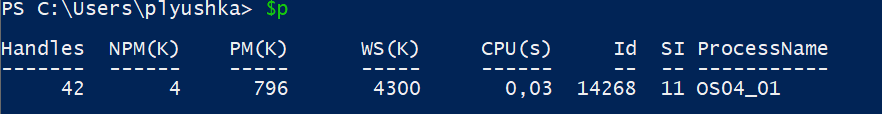 PS C:\Users\plyushka> $p
Handles  NPM(K)    PM(K)      WS(K)     CPU(s)     Id  SI ProcessName
-------  ------    -----      -----     ------     --  -- -----------
     42       4      796       4300       0,03  14268  11 OS04_01